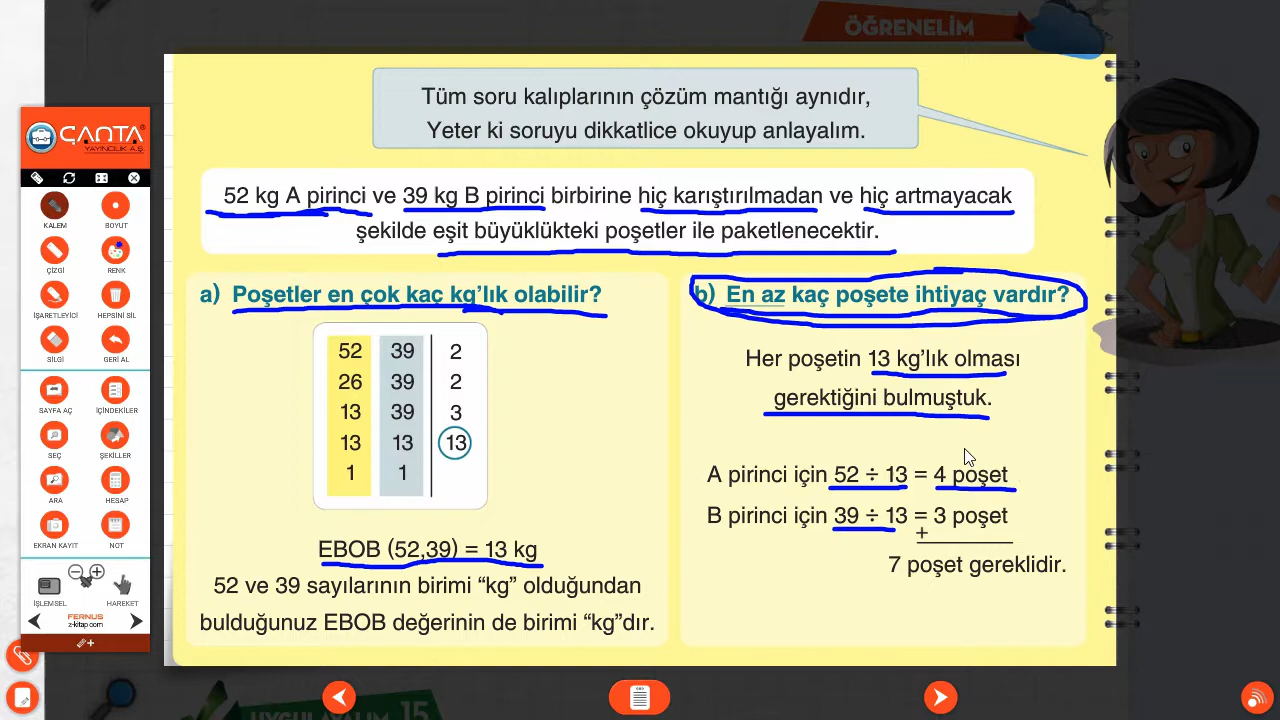 ÖĞRENELİM
Tüm soru kalıplarının çözüm mantığı aynıdır,
Yeter ki soruyu dikkatlice okuyup anlayalım.
ÇANTA
YAYINCILIK A.Ş.
KALEM
BOYUT
ÇİZGİ
RENK
İŞARETLEYİCİ
HEPSİNİ SİL
SİLGİ
GERİ AL
SAYFA AÇ
İÇİNDEKİLER
SEÇ
ŞEKİLLER
ARA
HESAP
EKRAN KAYIT
NOT
İŞLEMSEL
HAREKET
FERNUS
z-kitap.com
52 kg A pirinci ve 39 kg B pirinci birbirine hiç karıştırılmadan ve hiç artmayacak
şekilde eşit büyüklükteki poşetler ile paketlenecektir.
a) Poşetler en çok kaç kg’lık olabilir?
52 39 2
26 39 2
13 39 3
13 13 13
1 1
EBOB (52,39) = 13 kg
52 ve 39 sayılarının birimi “kg” olduğundan
bulduğunuz EBOB değerinin de birimi “kg”dır.
b) En az kaç poşete ihtiyaç vardır?
Her poşetin 13 kg’lık olması
gerektiğini bulmuştuk.
A pirinci için 52 ÷ 13 = 4 poşet
B pirinci için 39 ÷ 13 = 3 poşet
+
7 poşet gereklidir.
UYGULAYALIM 15